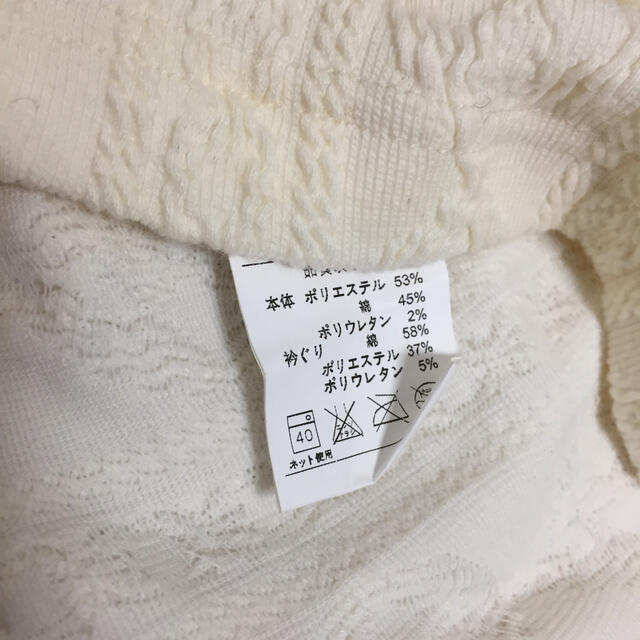 本体 ポリエステル 53%
綿 45%
ポリウレタン 2%
衿ぐり 綿 58%
ポリエステル 37%
ポリウレタン 5%
40
ネット使用